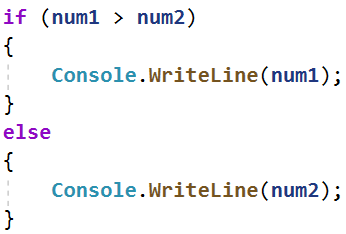 if (num1 > num2)
{
    Console.WriteLine(num1);
}
else
{
    Console.WriteLine(num2);
}